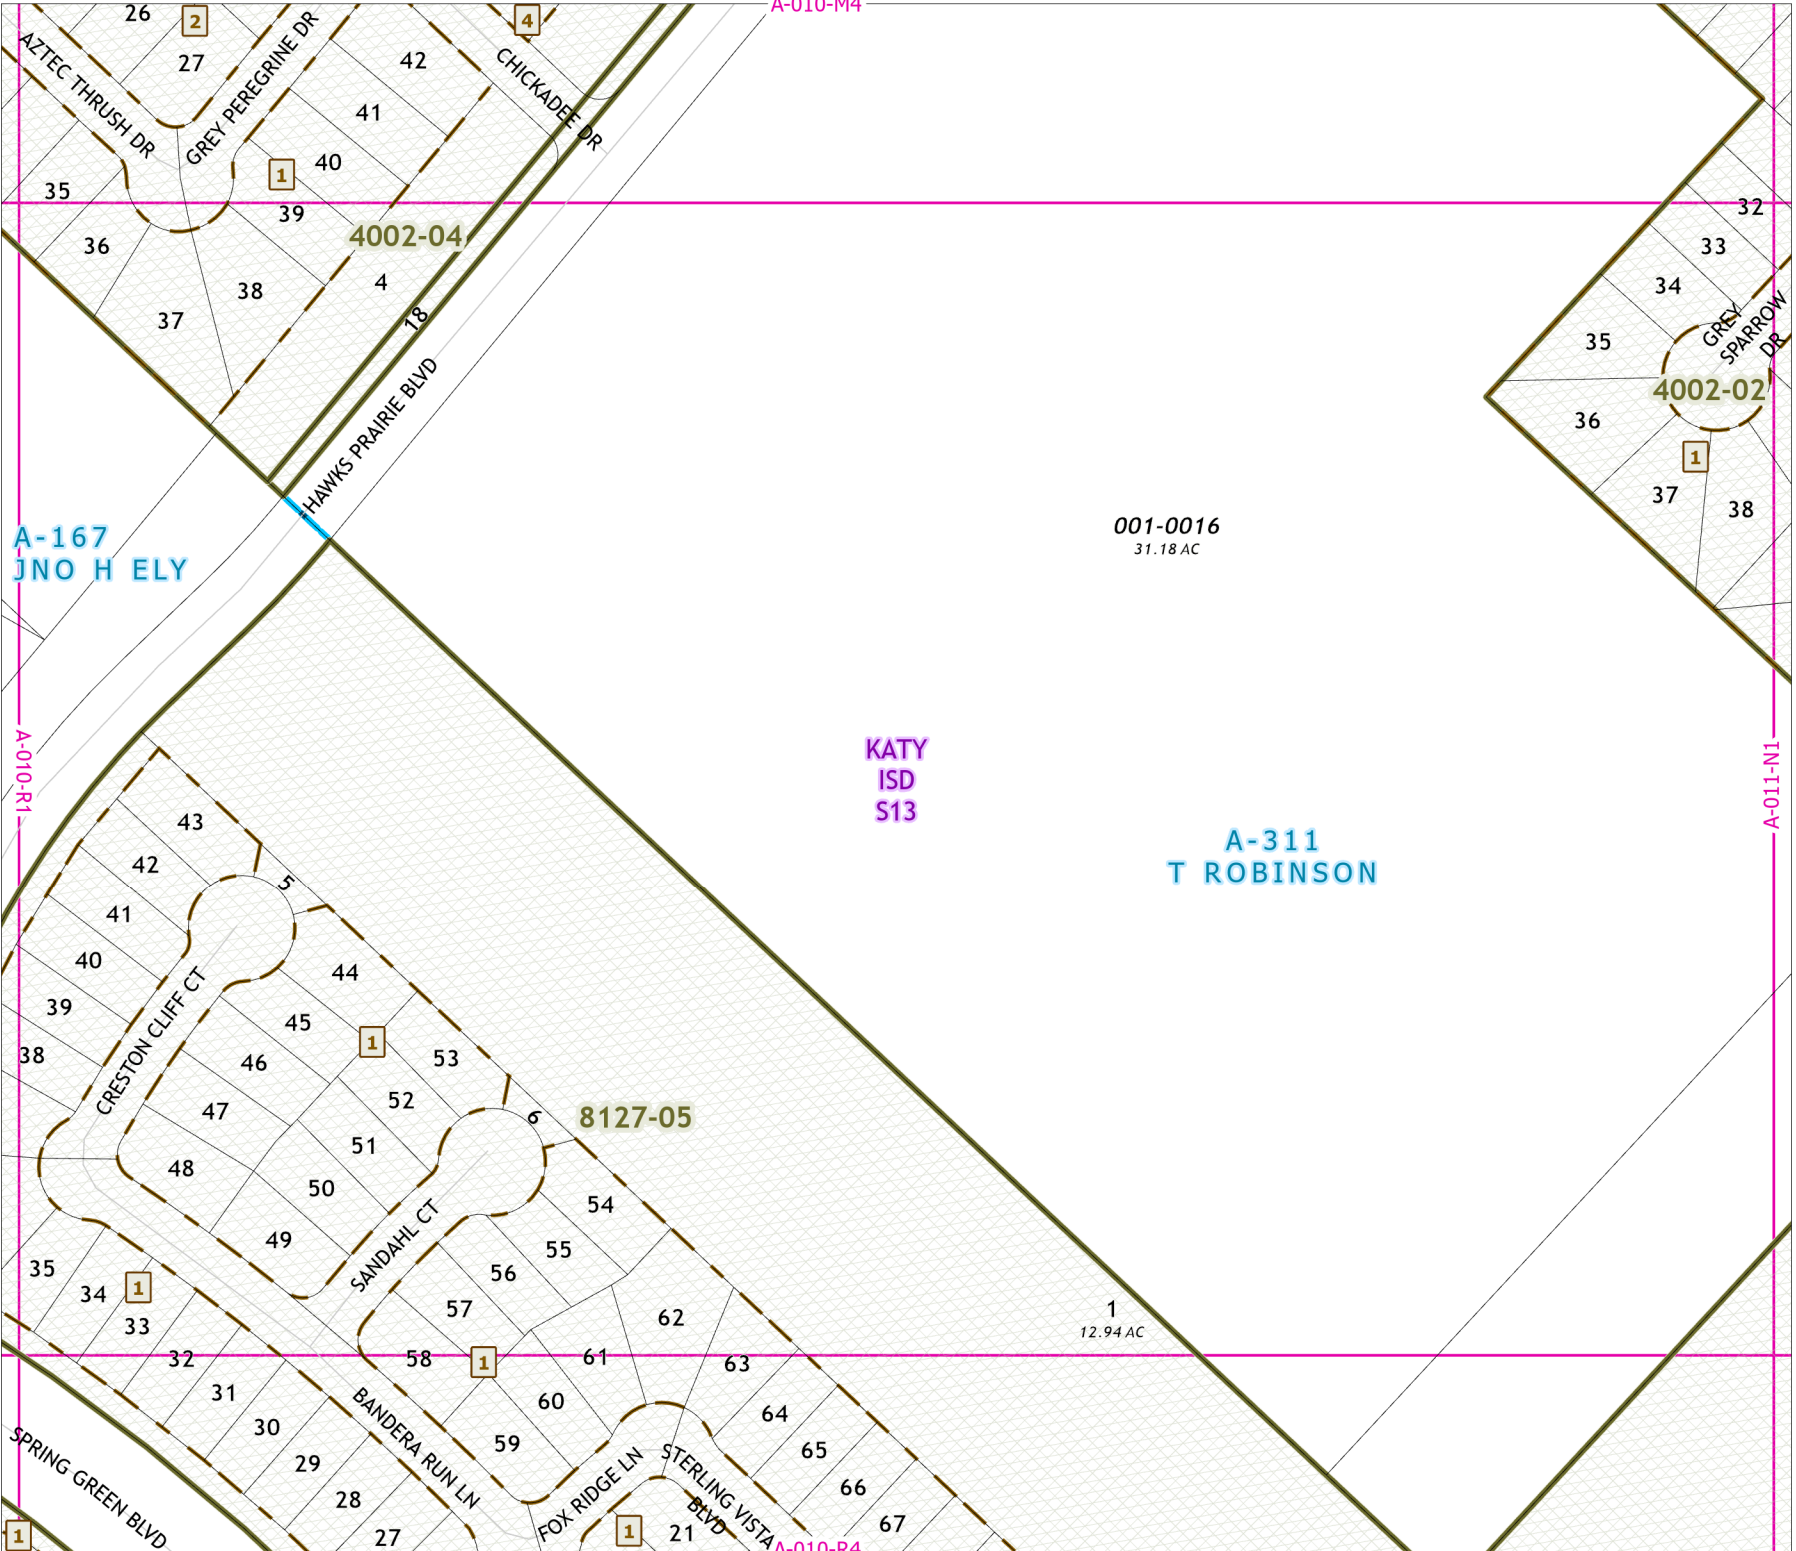 A-010-M4
26
2
27
AZTEC THRUSH DR
GREY PEREGRINE DR
42
4
CHICKADEE DR
41
40
1
39
35
36
37
38
4002-04
4
18
HAWKS PRAIRIE BLVD
32
33
34
35
GREY
SPARROW
DR
4002-02
36
1
37
38
A-167
JNO H ELY
001-0016
31.18 AC
A-010-R1
KATY
ISD
S13
A-011-N1
A-311
T ROBINSON
43
42
5
41
40
39
38
CRESTON CLIFF CT
44
45
1
46
53
52
47
51
48
50
49
6
8127-05
SANDAHL CT
54
55
56
57
58
1
35
34
1
33
32
31
30
29
28
27
62
61
63
60
59
64
65
66
67
1
12.94 AC
BANDERA RUN LN
FOX RIDGE LN
STERLING VISTA
BLVD
SPRING GREEN BLVD
1
1
21
A-010-R4